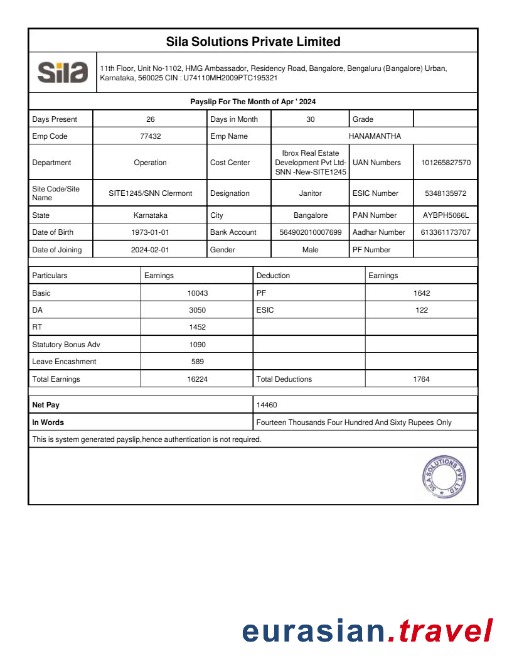 Sila Solutions Private Limited
Sila
11th Floor, Unit No-1102, HMG Ambassador, Residency Road, Bangalore, Bengaluru (Bangalore) Urban,
Karnataka, 560025 CIN : U74110MH2009PTC195321
Payslip For The Month of Apr ' 2024
Days Present 26 Days in Month 30 Grade
Emp Code 77432 Emp Name HANAMANTHA
Department Operation Cost Center Ibrox Real Estate Development Pvt Ltd- SNN -New-SITE1245 UAN Numbers 101265827570
Site Code/Site Name SITE1245/SNN Clermont Designation Janitor ESIC Number 5348135972
State Karnataka City Bangalore PAN Number AYBPH5066L
Date of Birth 1973-01-01 Bank Account 564902010007699 Aadhar Number 613361173707
Date of Joining 2024-02-01 Gender Male PF Number
Particulars Earnings Deduction Earnings
Basic 10043 PF 1642
DA 3050 ESIC 122
RT 1452
Statutory Bonus Adv 1090
Leave Encashment 589
Total Earnings 16224 Total Deductions 1764
Net Pay 14460
In Words Fourteen Thousands Four Hundred And Sixty Rupees Only
This is system generated payslip,hence authentication is not required.
SILA SOLUTIONS PVT. LTD.
eurasian.travel